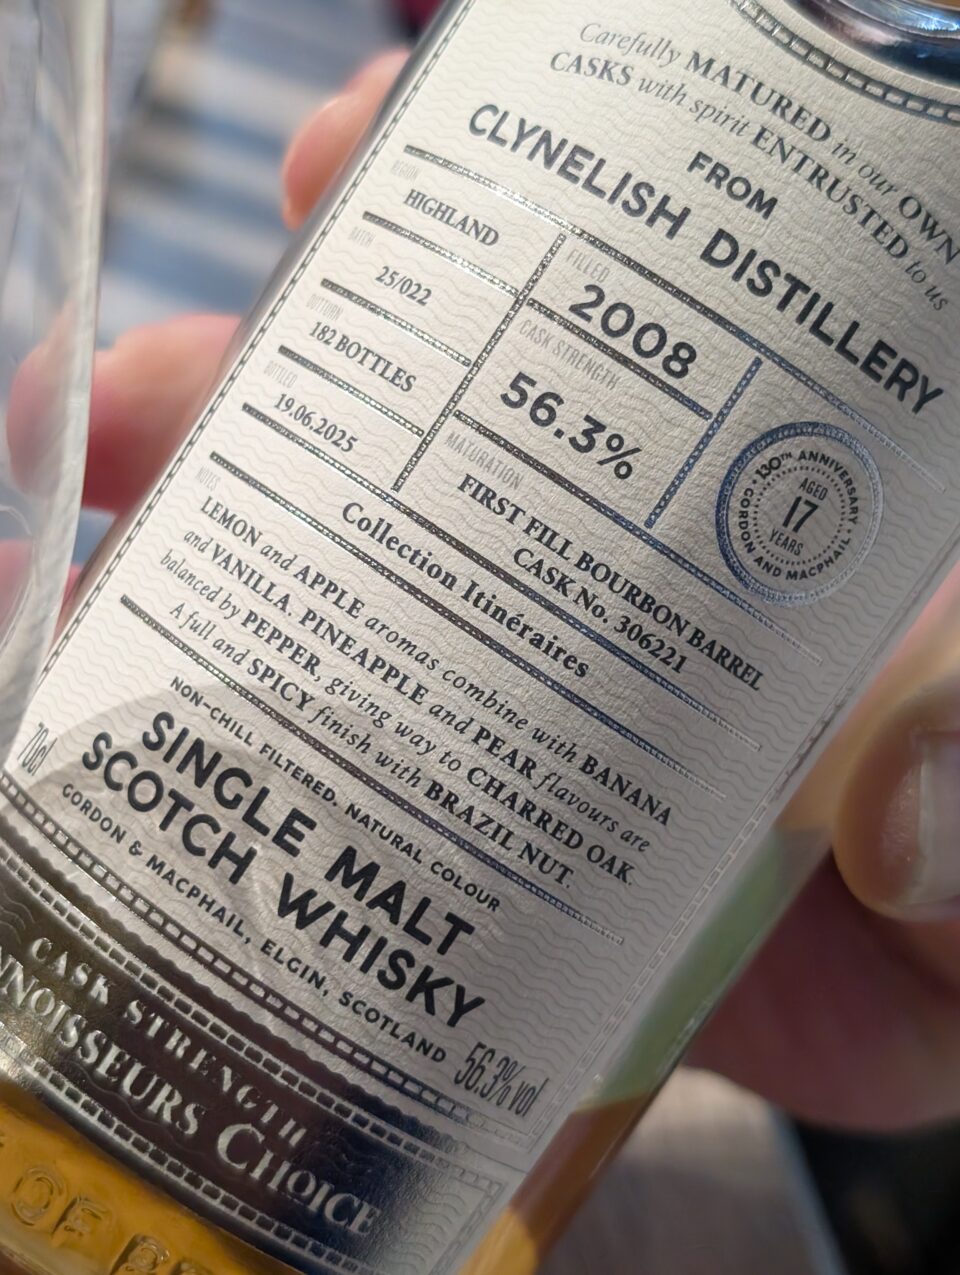 Carefully MATURED in our OWN
CASKS with spirit ENTRUSTED to us
FROM
CLYNELISH DISTILLERY
REGION
HIGHLAND
BATCH
25/022
OUTTURN
182 BOTTLES
BOTTLED
19.06.2025
FILLED
2008
CASK STRENGTH
56.3%
MATURATION
FIRST FILL BOURBON BARREL
CASK No. 306221
130TH ANNIVERSARY
AGED
17
YEARS
GORDON AND MACPHAIL
Collection Itinéraires
NOTES
LEMON and APPLE aromas combine with BANANA
and VANILLA. PINEAPPLE and PEAR flavours are
balanced by PEPPER, giving way to CHARRED OAK.
A full and SPICY finish with BRAZIL NUT.
NON-CHILL FILTERED. NATURAL COLOUR
SINGLE MALT
SCOTCH WHISKY
GORDON & MACPHAIL, ELGIN, SCOTLAND
70cl
56.3% vol
CASK STRENGTH
NNOISSEURS CHOICE
OF